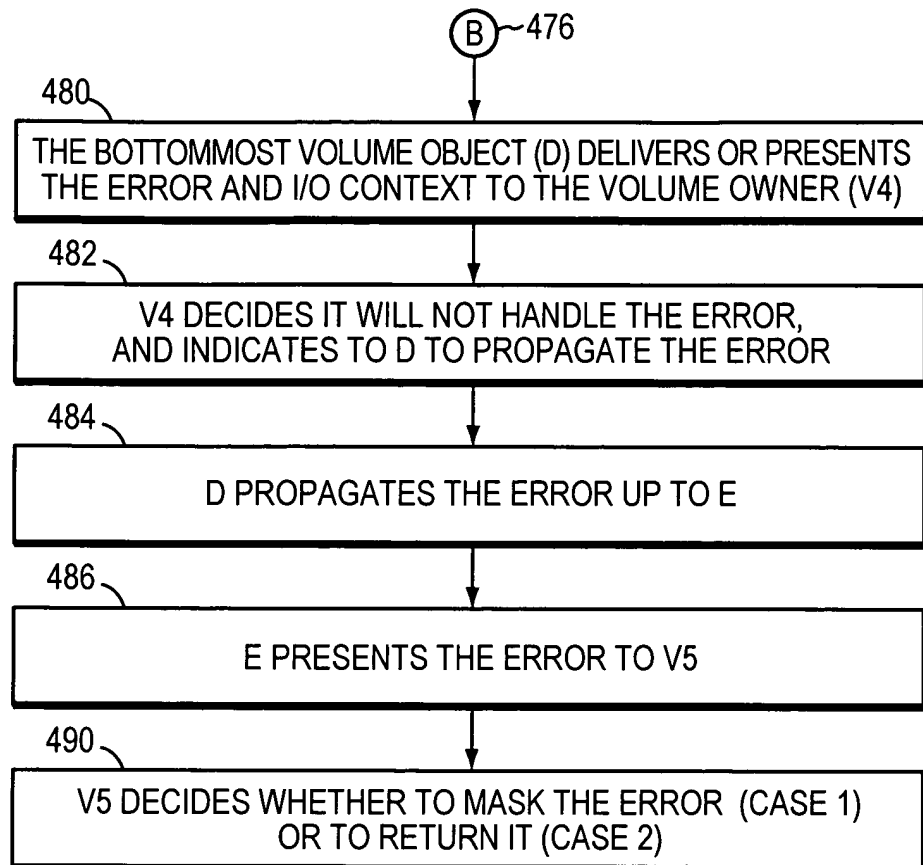 B 476
480
THE BOTTOMMOST VOLUME OBJECT (D) DELIVERS OR PRESENTS
THE ERROR AND I/O CONTEXT TO THE VOLUME OWNER (V4)
482
V4 DECIDES IT WILL NOT HANDLE THE ERROR,
AND INDICATES TO D TO PROPAGATE THE ERROR
484
D PROPAGATES THE ERROR UP TO E
486
E PRESENTS THE ERROR TO V5
490
V5 DECIDES WHETHER TO MASK THE ERROR (CASE 1)
OR TO RETURN IT (CASE 2)